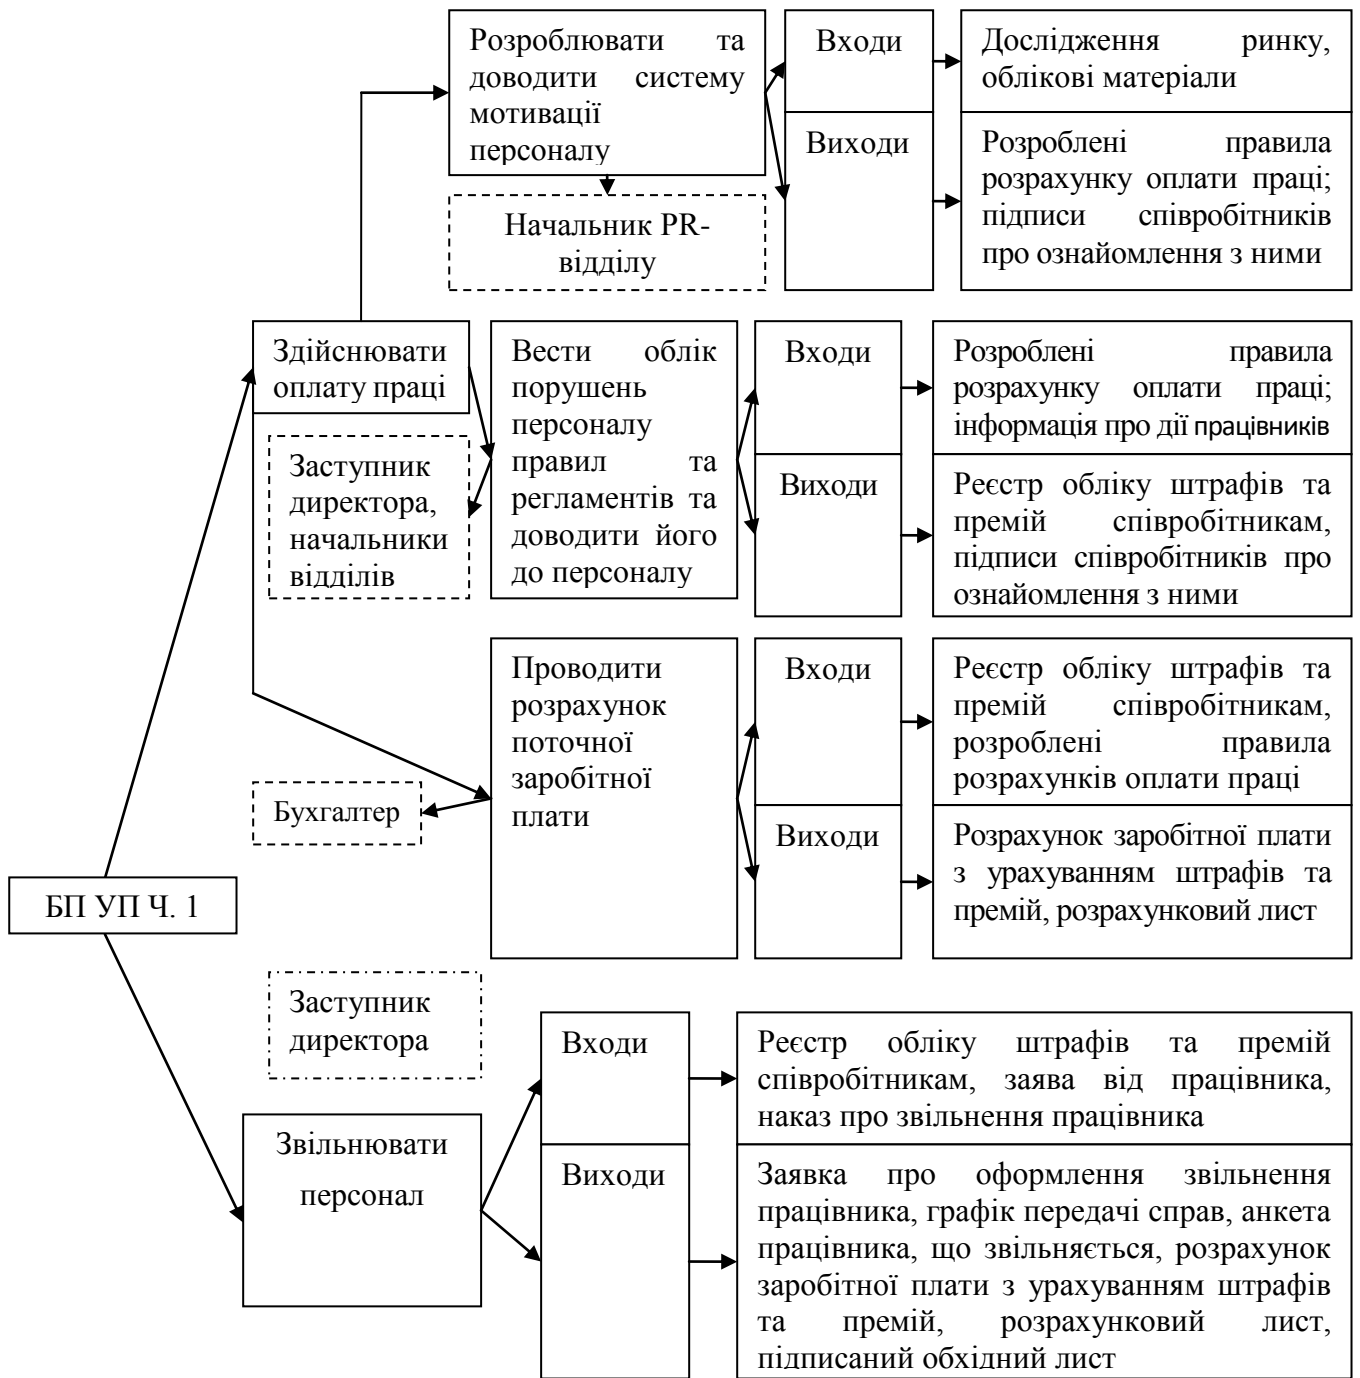 Розроблювати та
доводити систему
мотивації
персоналу
Входи
Дослідження ринку,
облікові матеріали
Виходи
Розроблені правила
розрахунку оплати праці;
підписи співробітників
про ознайомлення з ними
Начальник PR-
відділу
Здійснювати
оплату праці
Вести облік
порушень
персоналу
правил та
регламентів та
доводити його
до персоналу
Входи
Розроблені правила
розрахунку оплати праці;
інформація про дії працівників
Заступник
директора,
начальники
відділів
Виходи
Реєстр обліку штрафів та
премій співробітникам,
підписи співробітників про
ознайомлення з ними
Проводити
розрахунок
поточної
заробітної
плати
Входи
Реєстр обліку штрафів та
премій співробітникам,
розроблені правила
розрахунків оплати праці
Бухгалтер
Виходи
Розрахунок заробітної плати
з урахуванням штрафів та
премій, розрахунковий лист
БП УП Ч. 1
Заступник
директора
Входи
Реєстр обліку штрафів та премій
співробітникам, заява від працівника,
наказ про звільнення працівника
Звільнювати
персонал
Виходи
Заявка про оформлення звільнення
працівника, графік передачі справ, анкета
працівника, що звільняється, розрахунок
заробітної плати з урахуванням штрафів
та премій, розрахунковий лист,
підписаний обхідний лист